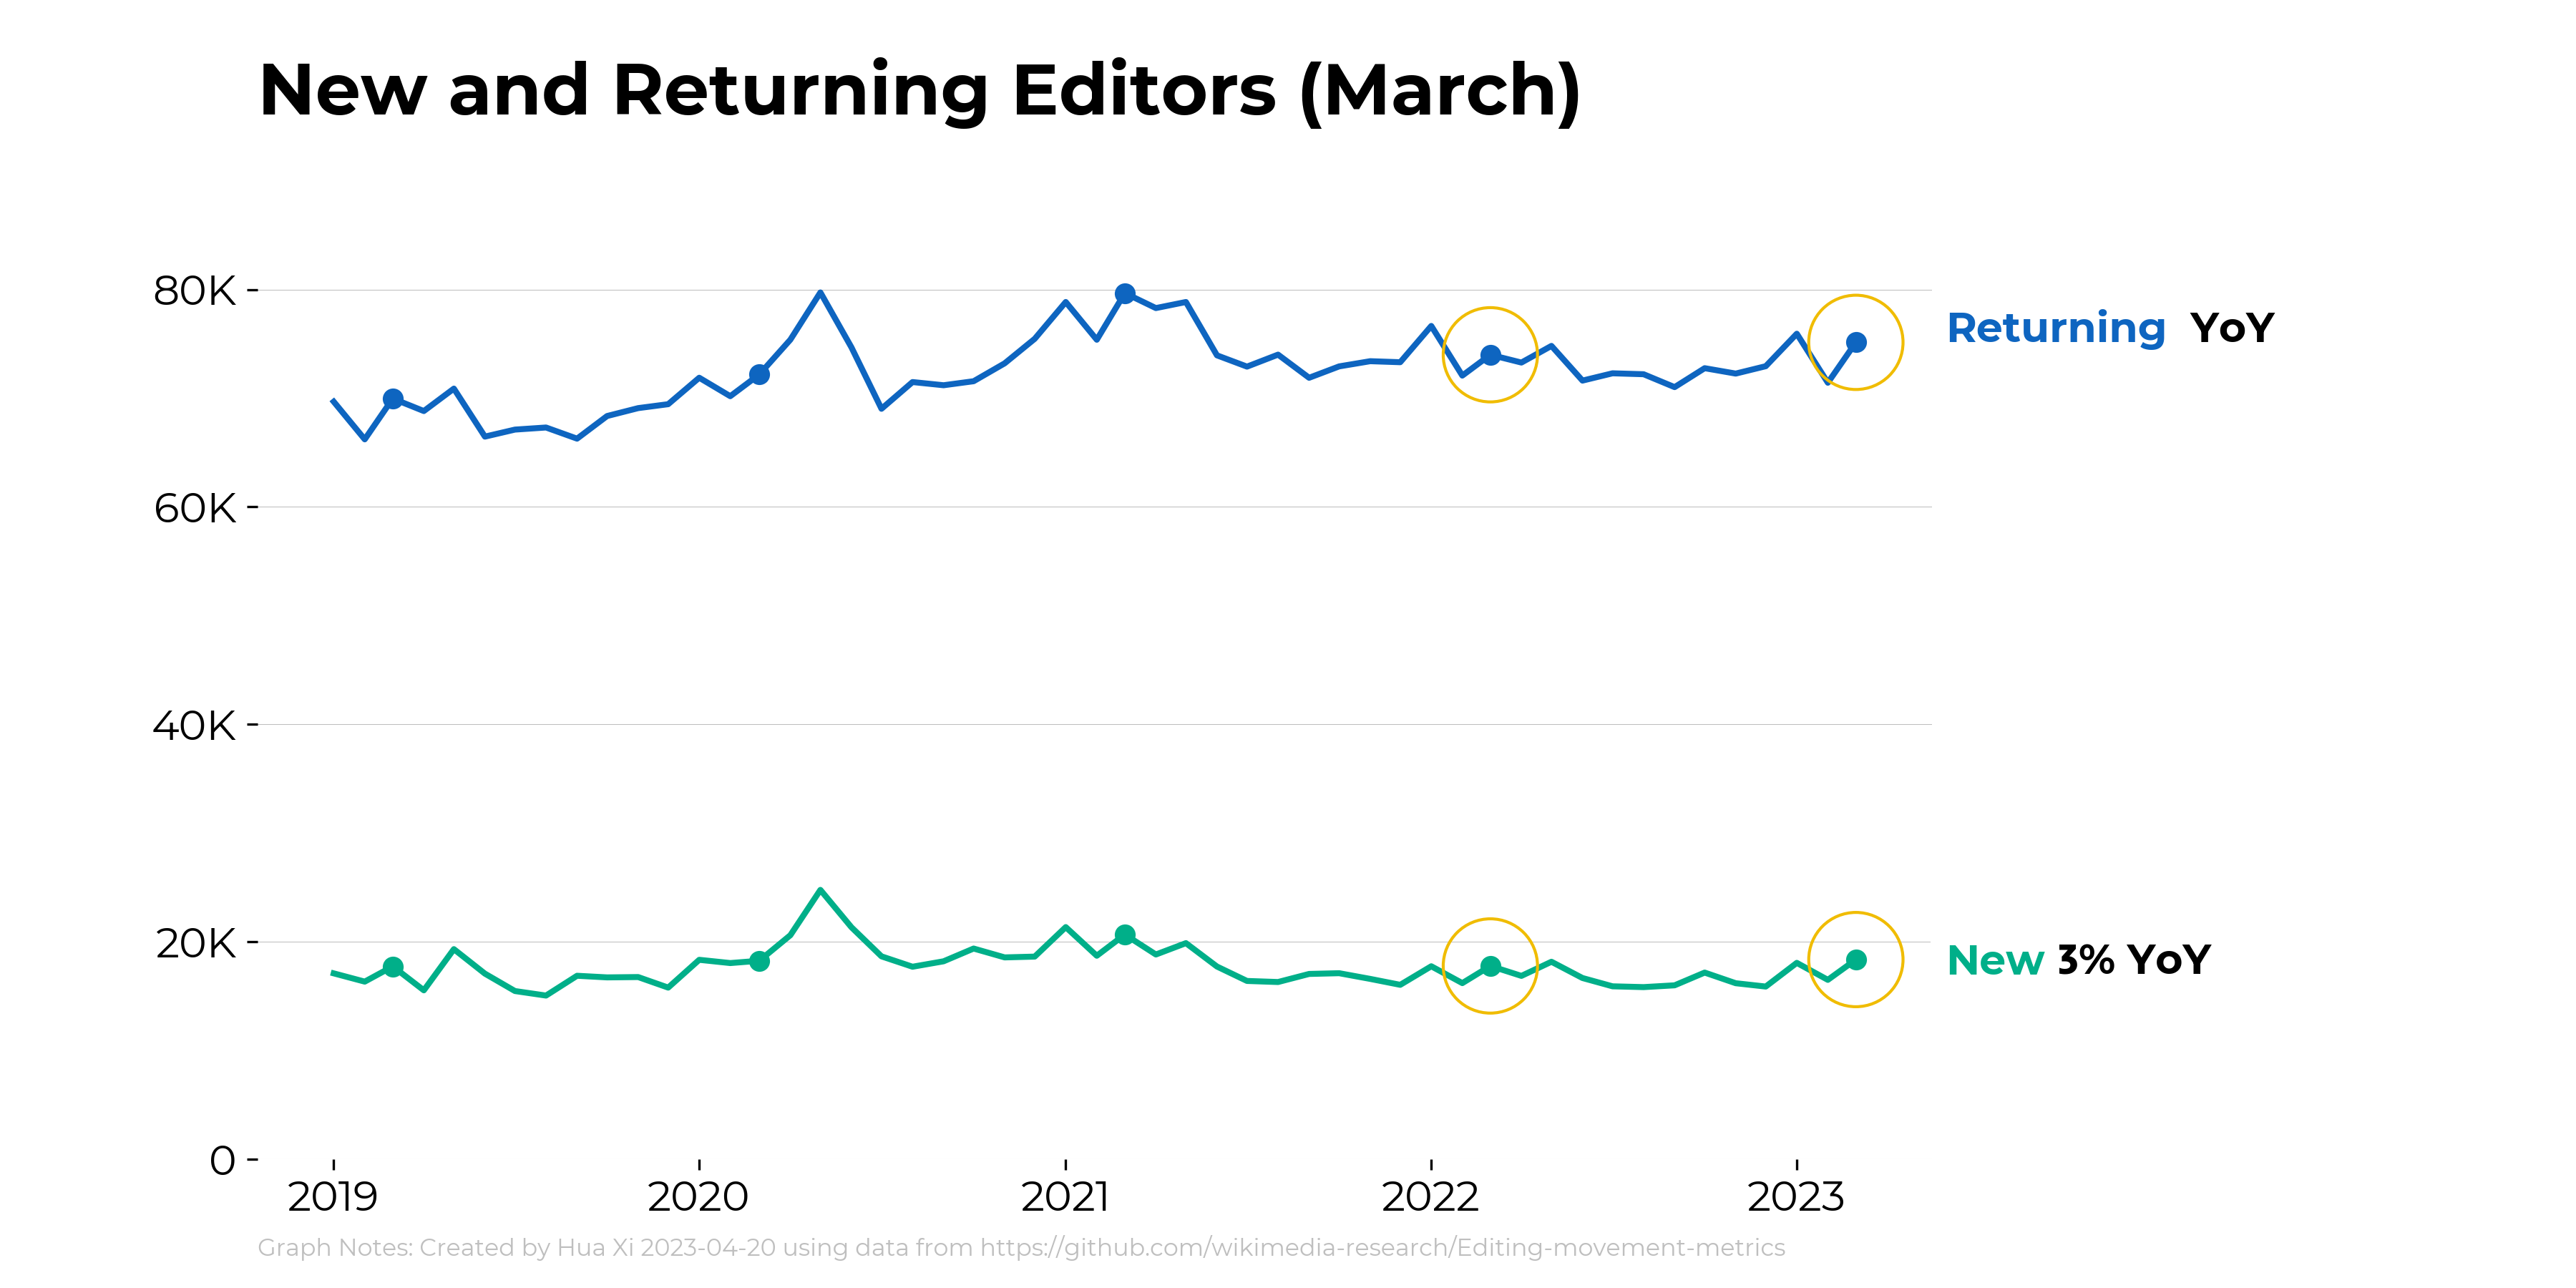 New and Returning Editors (March)
80K
Returning YoY
60K
40K
20K
New 3% YoY
0
2019 2020 2021 2022 2023
Graph Notes: Created by Hua Xi 2023-04-20 using data from https://github.com/wikimedia-research/Editing-movement-metrics